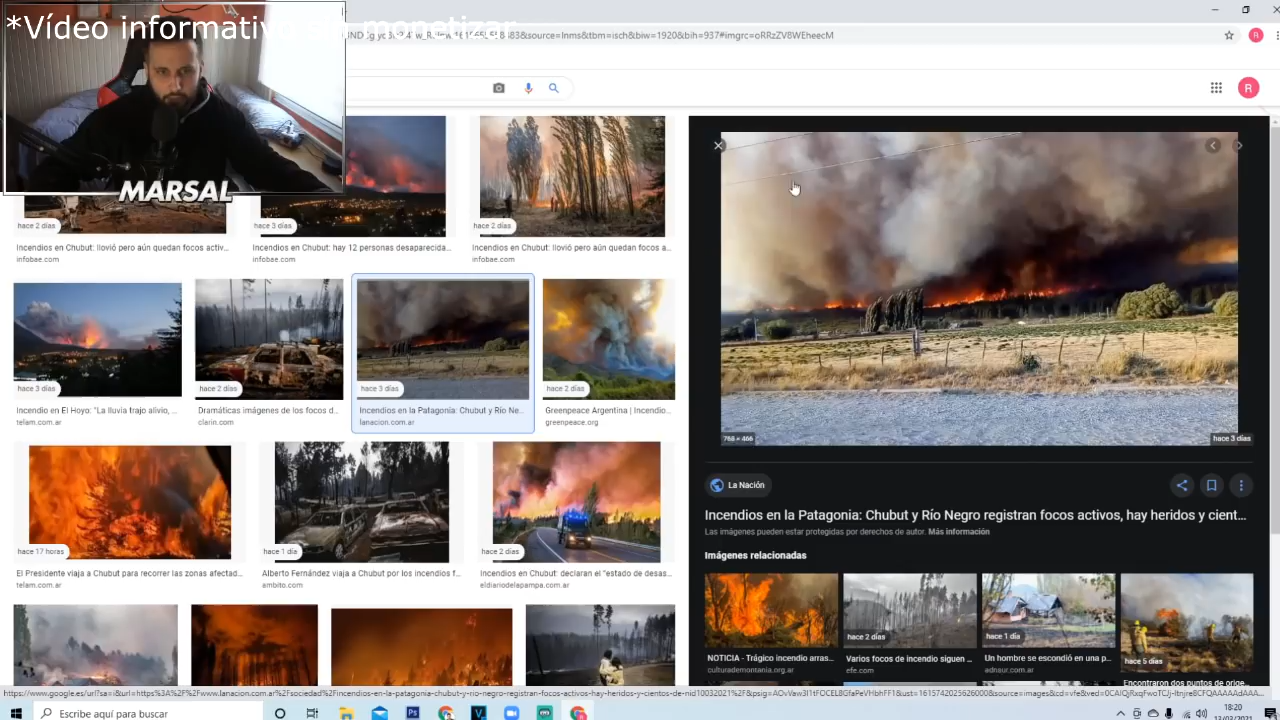 *Vídeo informativo sin monetizar
MARSAL
R
R
hace 2 días
hace 3 días
hace 2 días
Incendios en Chubut: llovió pero aún quedan focos activ...
Incendios en Chubut: hay 12 personas desaparecida...
Incendios en Chubut: llovió pero aún quedan focos a...
infobae.com
infobae.com
infobae.com
hace 3 días
hace 2 días
hace 3 días
hace 2 días
Incendio en El Hoyo: "La lluvia trajo alivio, ...
Dramáticas imágenes de los focos d...
Incendios en la Patagonia: Chubut y Río Ne...
Greenpeace Argentina | Incendio...
telam.com.ar
clarin.com
lanacion.com.ar
greenpeace.org
768 × 466
hace 3 días
La Nación
Incendios en la Patagonia: Chubut y Río Negro registran focos activos, hay heridos y cient...
Las imágenes pueden estar protegidas por derechos de autor. Más información
Imágenes relacionadas
hace 17 horas
hace 1 día
hace 2 días
El Presidente viaja a Chubut para recorrer las zonas afectad...
Alberto Fernández viaja a Chubut por los incendios f...
Incendios en Chubut: declaran el "estado de desas...
telam.com.ar
ambito.com
eldiariodelapampa.com.ar
hace 2 días
hace 1 día
hace 5 días
NOTICIA - Trágico incendio arras...
Varios focos de incendio siguen ...
Un hombre se escondió en una p...
culturademontania.org.ar
efe.com
adnsur.com.ar
Encontraron dos puntos de origen
Escribe aquí para buscar
18:20
13/03/2021